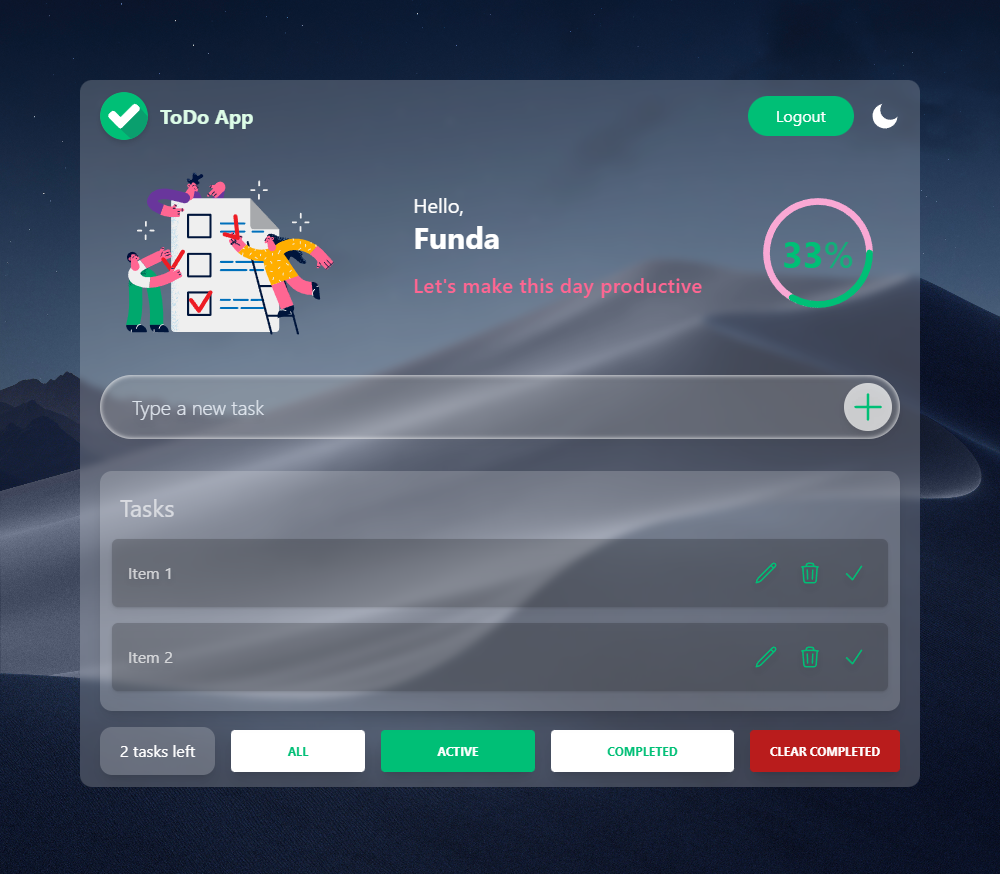 ToDo App
Logout
Hello,
Funda
Let's make this day productive
33%
Type a new task
Tasks
Item 1
Item 2
2 tasks left
ALL
ACTIVE
COMPLETED
CLEAR COMPLETED